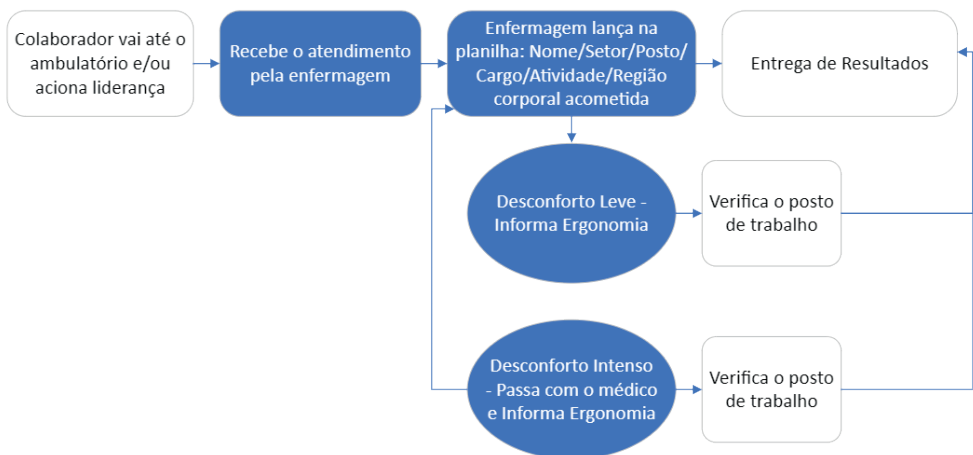 Colaborador vai até o
ambulatório e/ou
aciona liderança
Recebe o atendimento
pela enfermagem
Enfermagem lança na
planilha: Nome/Setor/Posto/
Cargo/Atividade/Região
corporal acometida
Entrega de Resultados
Desconforto Leve -
Informa Ergonomia
Verifica o posto
de trabalho
Desconforto Intenso
- Passa com o médico
e Informa Ergonomia
Verifica o posto
de trabalho